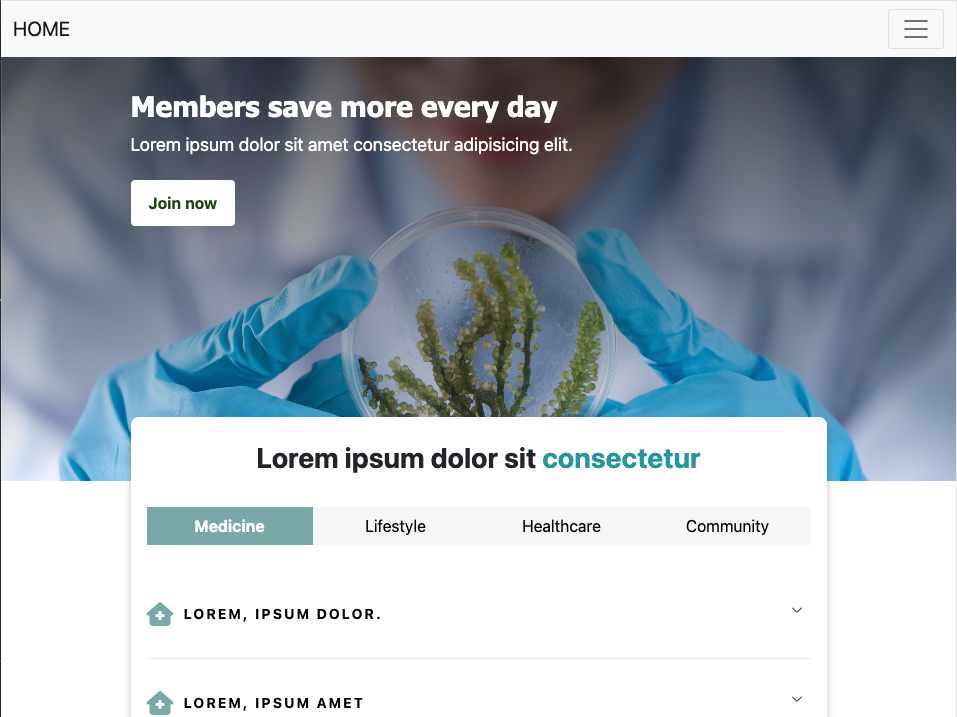 HOME
Members save more every day
Lorem ipsum dolor sit amet consectetur adipisicing elit.
Join now
Lorem ipsum dolor sit consectetur
Medicine Lifestyle Healthcare Community
LOREM, IPSUM DOLOR.
LOREM, IPSUM AMET